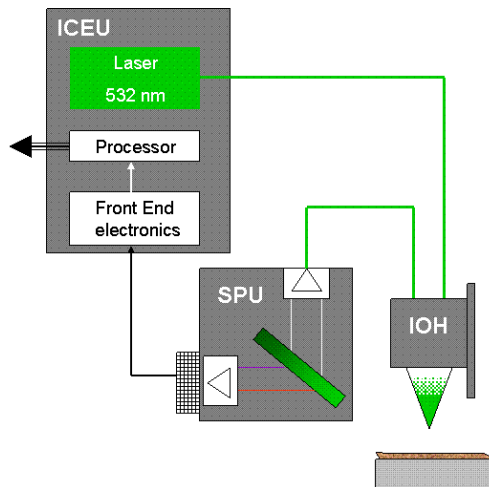 ICEU
Laser
532 nm
Processor
Front End
electronics
SPU
IOH